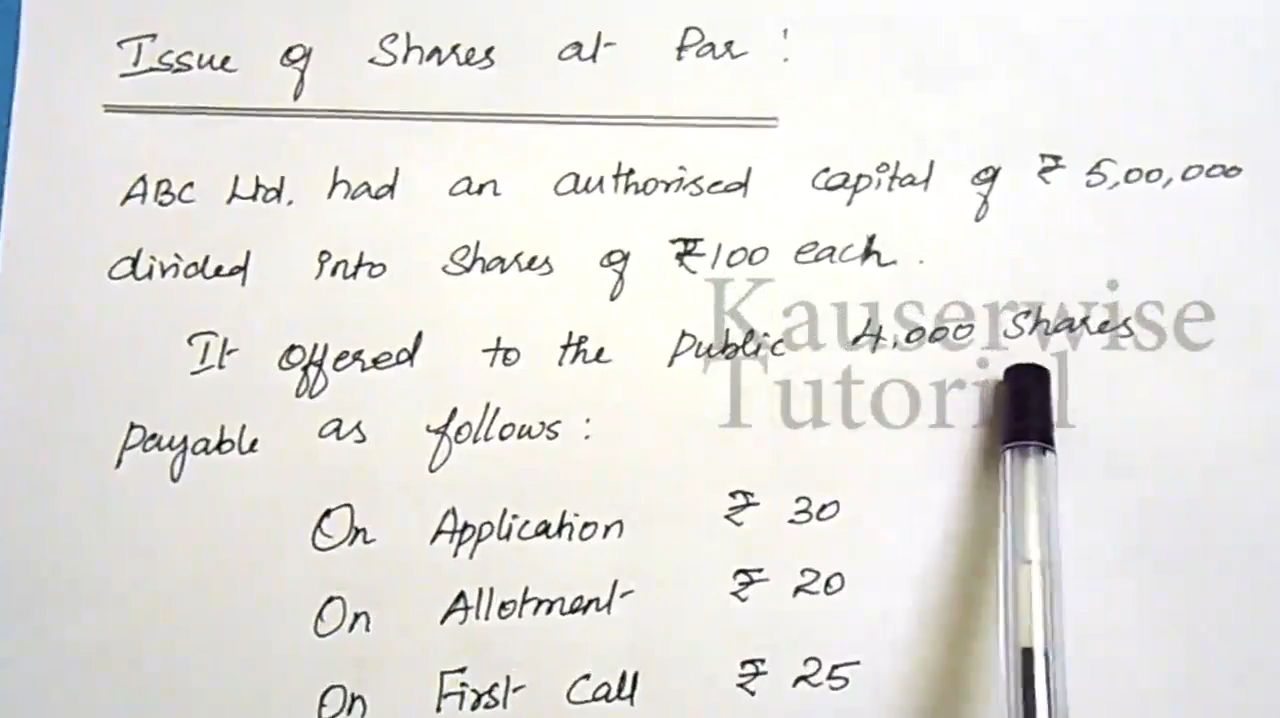 Issue of Shares at Par :
ABC Ltd. had an authorised capital of ₹ 5,00,000
divided into Shares of ₹100 each.
It offered to the Public 4,000 Shares
payable as follows :
On Application ₹ 30
On Allotment ₹ 20
On First Call ₹ 25
Kauserwise
Tutorial